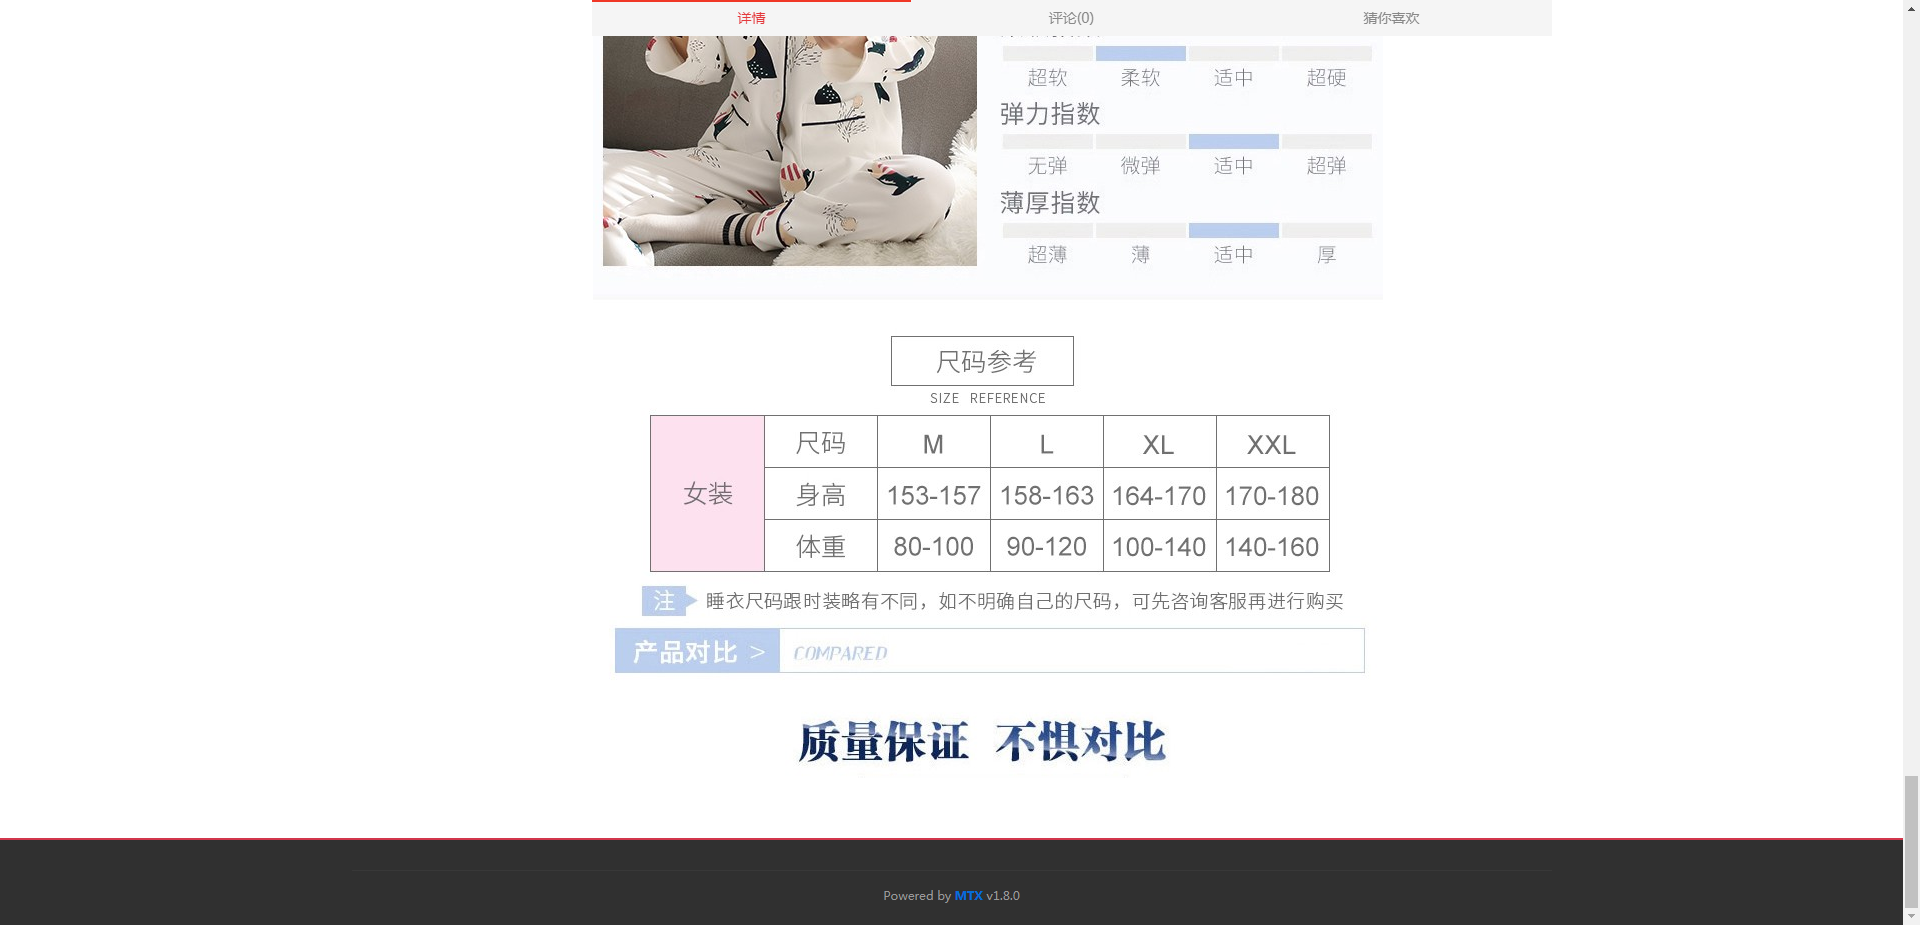 详情 评论(0) 猜你喜欢
超软 柔软 适中 超硬
弹力指数
无弹 微弹 适中 超弹
薄厚指数
超薄 薄 适中 厚
尺码参考
SIZE REFERENCE
女装
尺码 M L XL XXL
身高 153-157 158-163 164-170 170-180
体重 80-100 90-120 100-140 140-160
注 睡衣尺码跟时装略有不同，如不明确自己的尺码，可先咨询客服再进行购买
产品对比 > COMPARED
质量保证 不惧对比
Powered by MTX v1.8.0